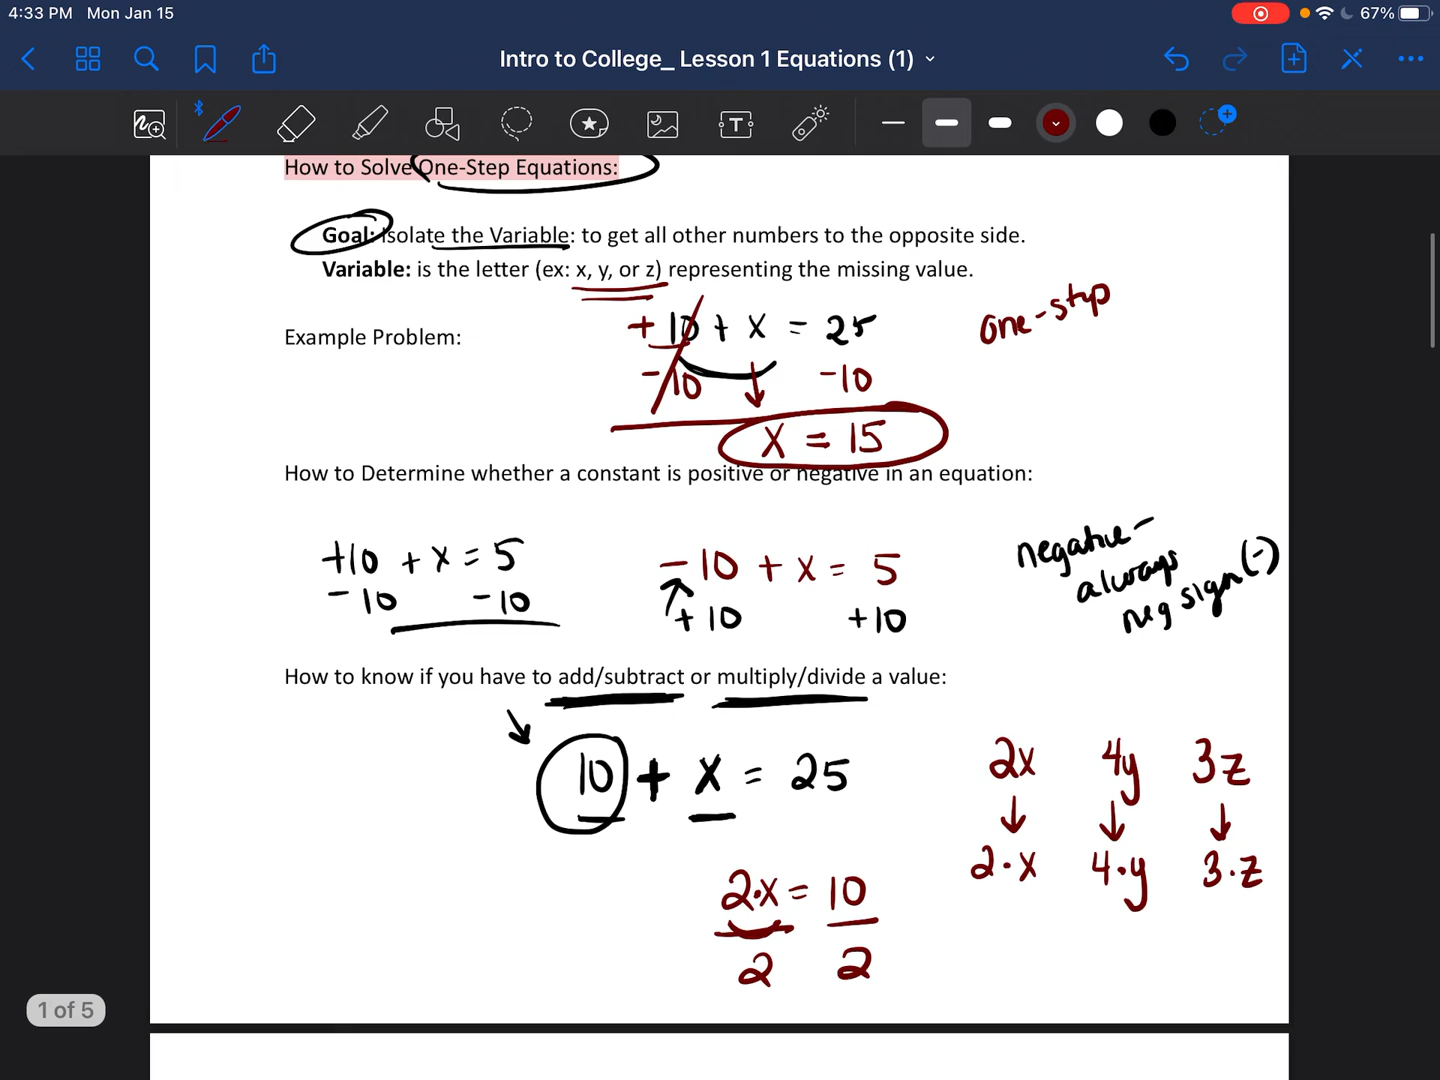 4:33 PM Mon Jan 15
67%
Intro to College_ Lesson 1 Equations (1)
How to Solve One-Step Equations:
Goal: Isolate the Variable: to get all other numbers to the opposite side.
Variable: is the letter (ex: x, y, or z) representing the missing value.
one-step
Example Problem:
+ 10 + x = 25
- 10 - 10
x = 15
How to Determine whether a constant is positive or negative in an equation:
+10 + x = 5
- 10 - 10
- 10 + x = 5
+ 10 + 10
negative -
always
neg sign (-)
How to know if you have to add/subtract or multiply/divide a value:
10 + x = 25
2x 4y 3z
2·x 4·y 3·z
2·x = 10
2 2
1 of 5